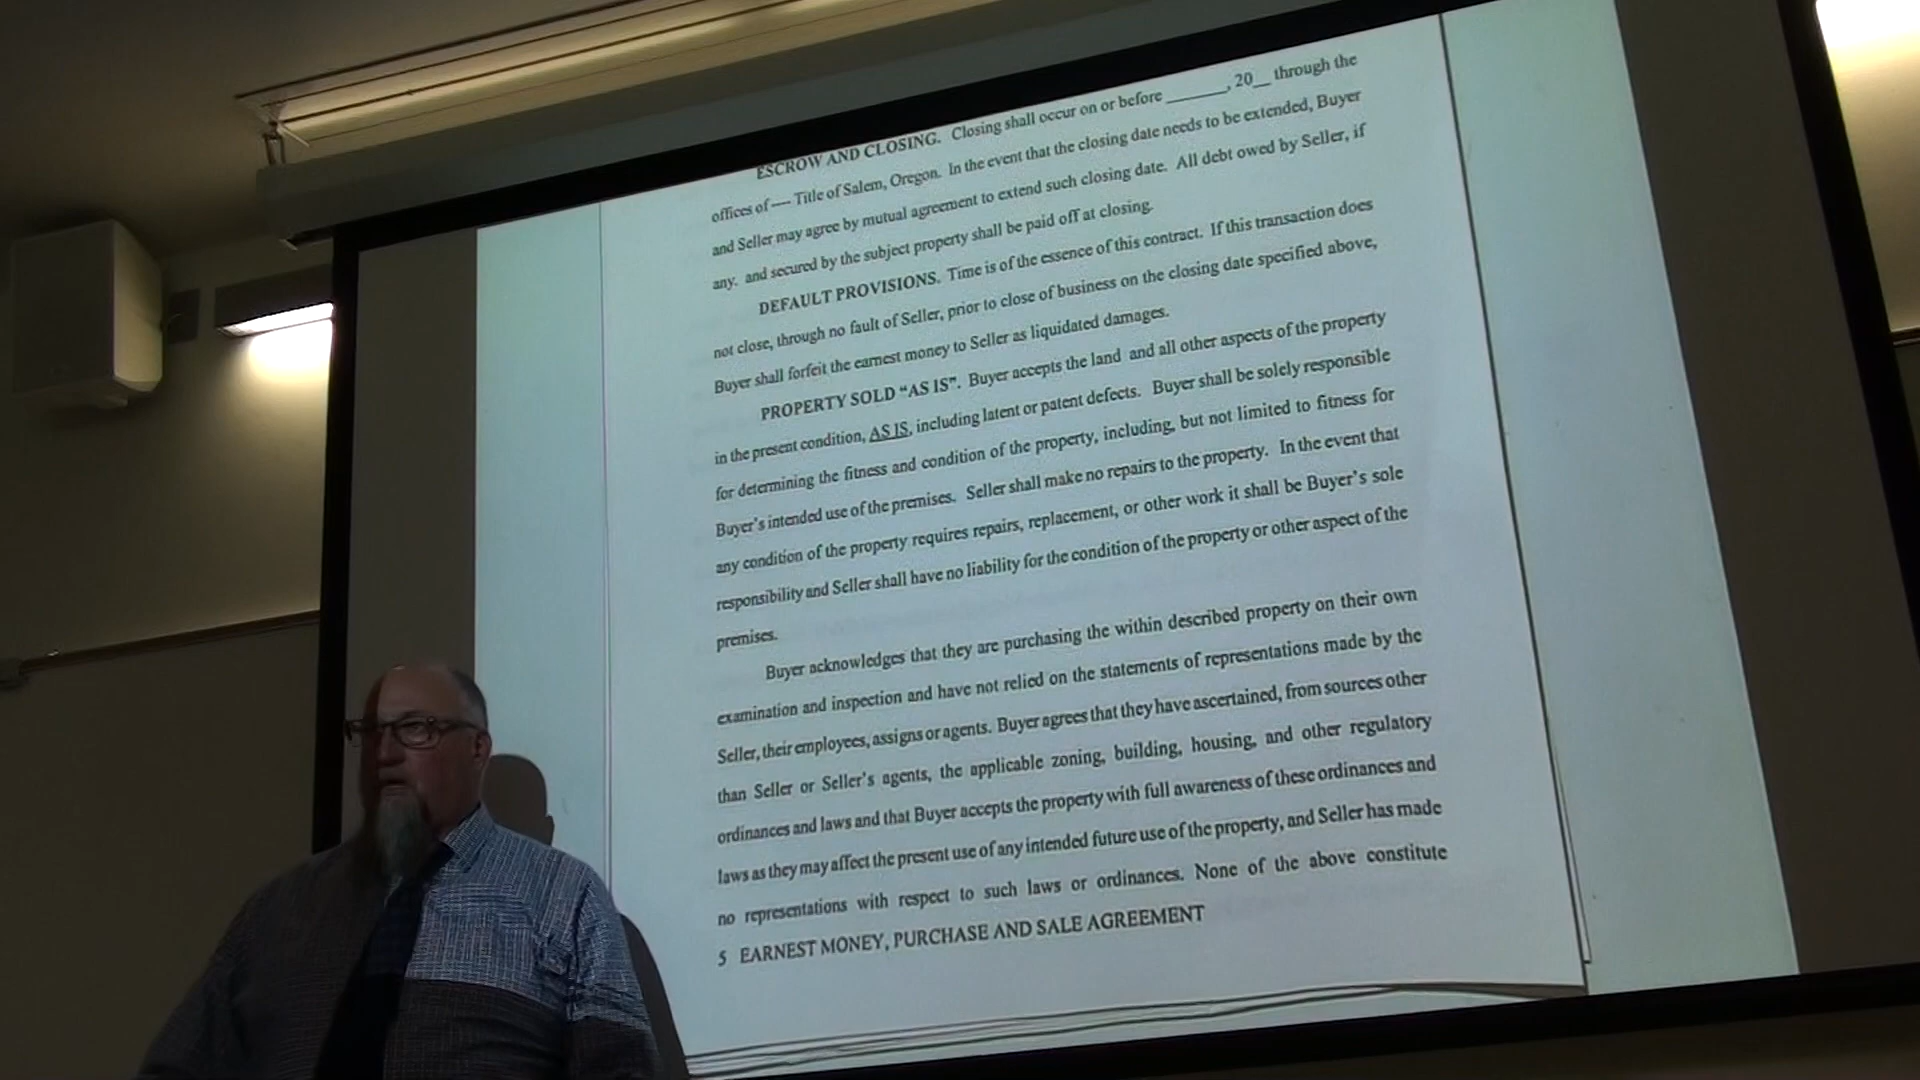 ESCROW AND CLOSING. Closing shall occur on or before ______, 20__ through the
offices of — Title of Salem, Oregon. In the event that the closing date needs to be extended, Buyer
and Seller may agree by mutual agreement to extend such closing date. All debt owed by Seller, if
any. and secured by the subject property shall be paid off at closing.
DEFAULT PROVISIONS. Time is of the essence of this contract. If this transaction does
not close, through no fault of Seller, prior to close of business on the closing date specified above,
Buyer shall forfeit the earnest money to Seller as liquidated damages.
PROPERTY SOLD "AS IS". Buyer accepts the land and all other aspects of the property
in the present condition, AS IS, including latent or patent defects. Buyer shall be solely responsible
for determining the fitness and condition of the property, including, but not limited to fitness for
Buyer's intended use of the premises. Seller shall make no repairs to the property. In the event that
any condition of the property requires repairs, replacement, or other work it shall be Buyer's sole
responsibility and Seller shall have no liability for the condition of the property or other aspect of the
premises.
Buyer acknowledges that they are purchasing the within described property on their own
examination and inspection and have not relied on the statements of representations made by the
Seller, their employees, assigns or agents. Buyer agrees that they have ascertained, from sources other
than Seller or Seller's agents, the applicable zoning, building, housing, and other regulatory
ordinances and laws and that Buyer accepts the property with full awareness of these ordinances and
laws as they may affect the present use of any intended future use of the property, and Seller has made
no representations with respect to such laws or ordinances. None of the above constitute
5 EARNEST MONEY, PURCHASE AND SALE AGREEMENT